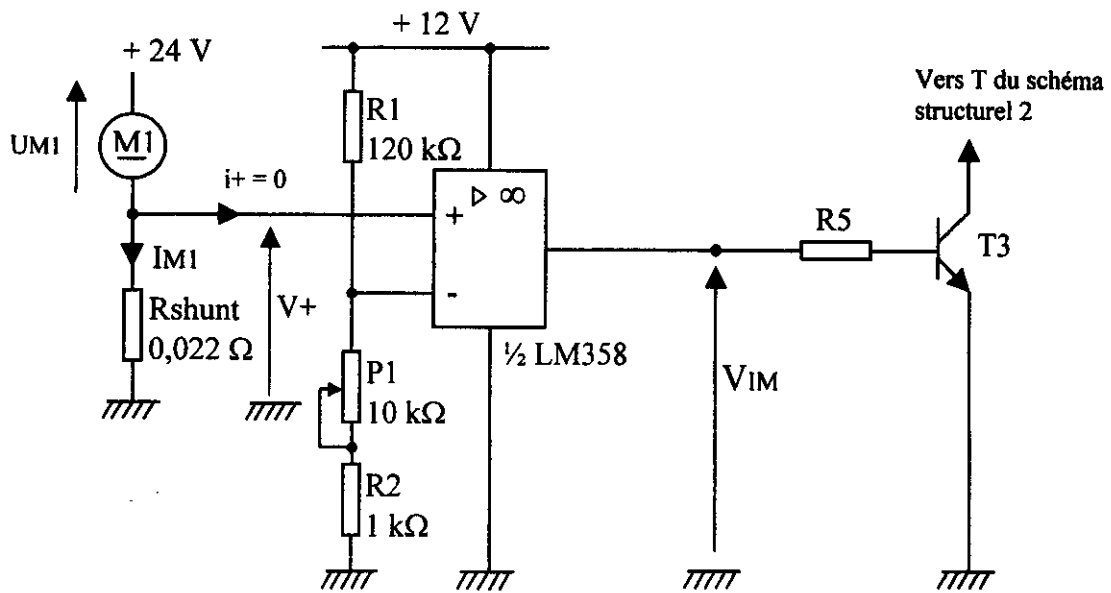 + 24 V
+ 12 V
Vers T du schéma
structurel 2
UM1
M1
R1
120 kΩ
i+ = 0
▷ ∞
+
-
IM1
Rshunt
0,022 Ω
V+
½ LM358
R5
T3
P1
10 kΩ
VIM
R2
1 kΩ